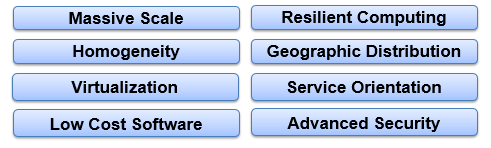 Massive Scale
Resilient Computing
Homogeneity
Geographic Distribution
Virtualization
Service Orientation
Low Cost Software
Advanced Security